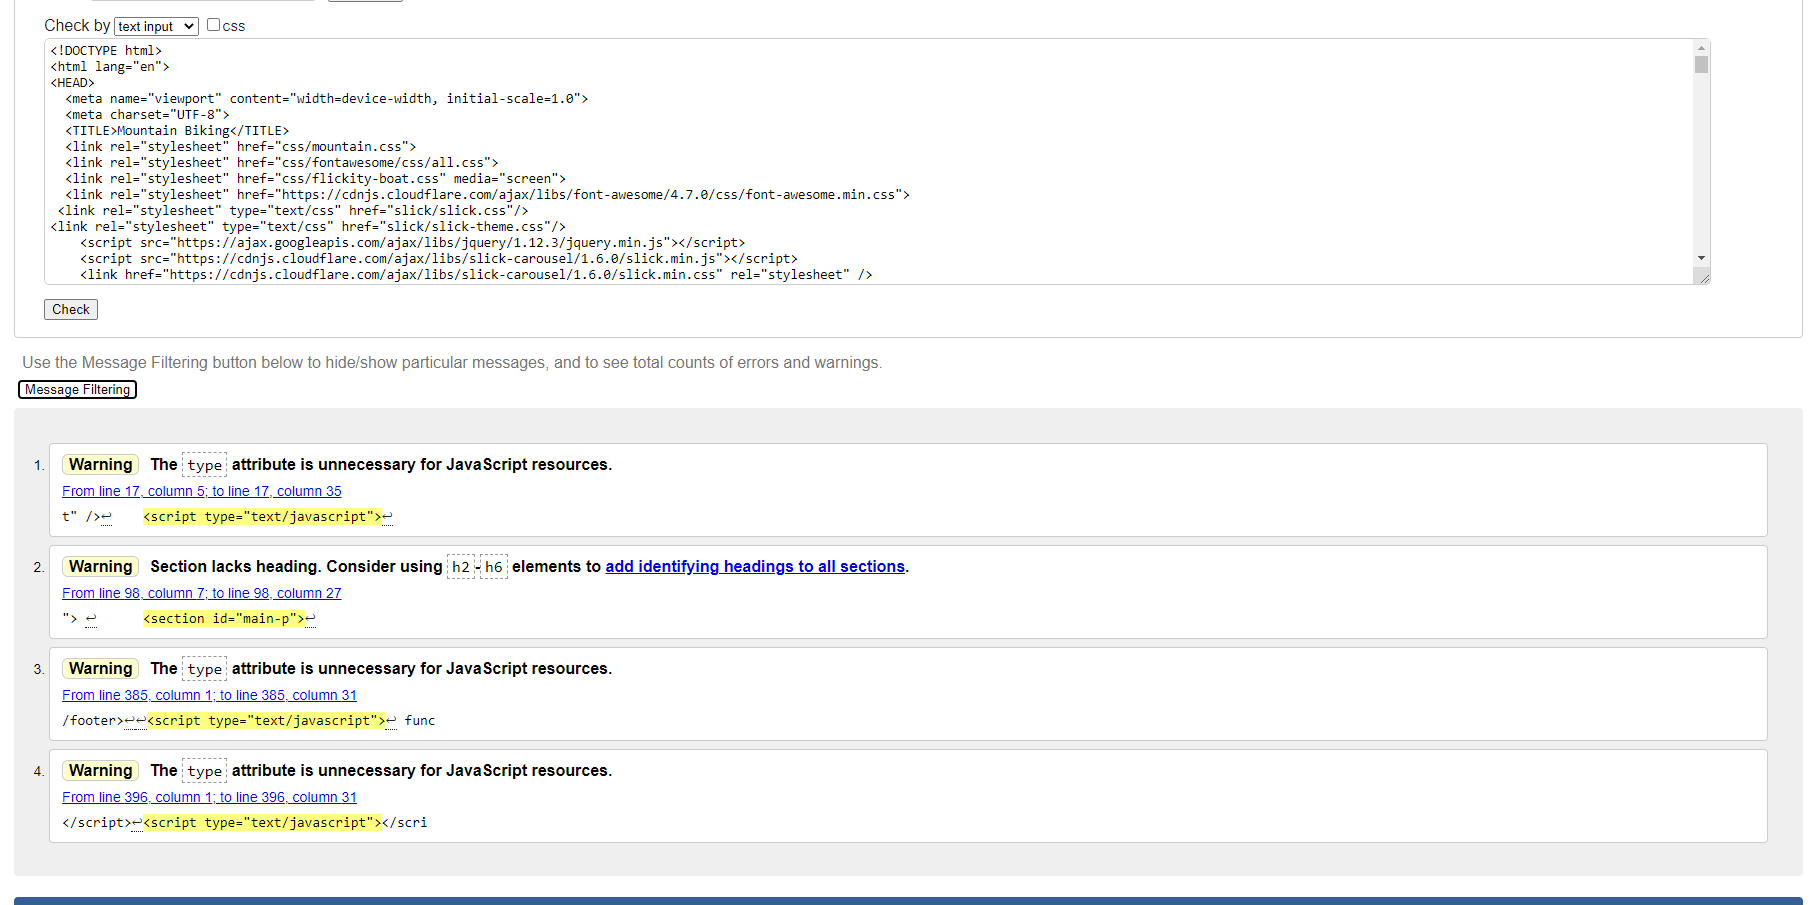 Check by text input css
<!DOCTYPE html>
<html lang="en">
<HEAD>
<meta name="viewport" content="width=device-width, initial-scale=1.0">
<meta charset="UTF-8">
<TITLE>Mountain Biking</TITLE>
<link rel="stylesheet" href="css/mountain.css">
<link rel="stylesheet" href="css/fontawesome/css/all.css">
<link rel="stylesheet" href="css/flickity-boat.css" media="screen">
<link rel="stylesheet" href="https://cdnjs.cloudflare.com/ajax/libs/font-awesome/4.7.0/css/font-awesome.min.css">
<link rel="stylesheet" type="text/css" href="slick/slick.css"/>
<link rel="stylesheet" type="text/css" href="slick/slick-theme.css"/>
<script src="https://ajax.googleapis.com/ajax/libs/jquery/1.12.3/jquery.min.js"></script>
<script src="https://cdnjs.cloudflare.com/ajax/libs/slick-carousel/1.6.0/slick.min.js"></script>
<link href="https://cdnjs.cloudflare.com/ajax/libs/slick-carousel/1.6.0/slick.min.css" rel="stylesheet" />
Check
Use the Message Filtering button below to hide/show particular messages, and to see total counts of errors and warnings.
Message Filtering
1. Warning The type attribute is unnecessary for JavaScript resources.
From line 17, column 5; to line 17, column 35
t" />↩ <script type="text/javascript">↩
2. Warning Section lacks heading. Consider using h2-h6 elements to add identifying headings to all sections.
From line 98, column 7; to line 98, column 27
"> ↩ <section id="main-p">↩
3. Warning The type attribute is unnecessary for JavaScript resources.
From line 385, column 1; to line 385, column 31
/footer>↩↩<script type="text/javascript">↩ func
4. Warning The type attribute is unnecessary for JavaScript resources.
From line 396, column 1; to line 396, column 31
</script>↩<script type="text/javascript"></scri